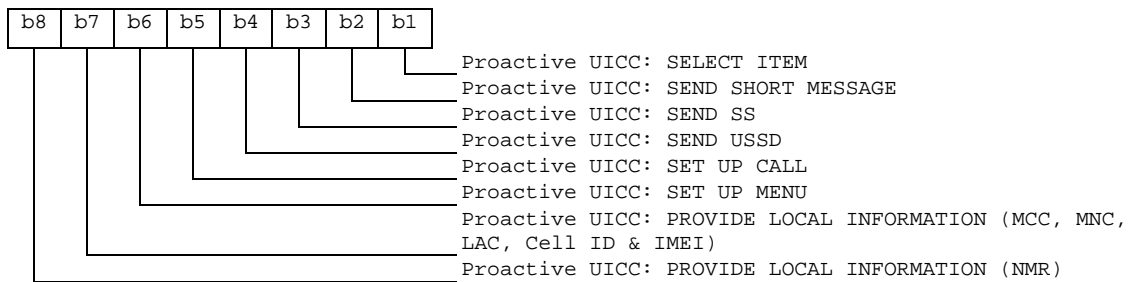 b8 b7 b6 b5 b4 b3 b2 b1
Proactive UICC: SELECT ITEM
Proactive UICC: SEND SHORT MESSAGE
Proactive UICC: SEND SS
Proactive UICC: SEND USSD
Proactive UICC: SET UP CALL
Proactive UICC: SET UP MENU
Proactive UICC: PROVIDE LOCAL INFORMATION (MCC, MNC,
LAC, Cell ID & IMEI)
Proactive UICC: PROVIDE LOCAL INFORMATION (NMR)